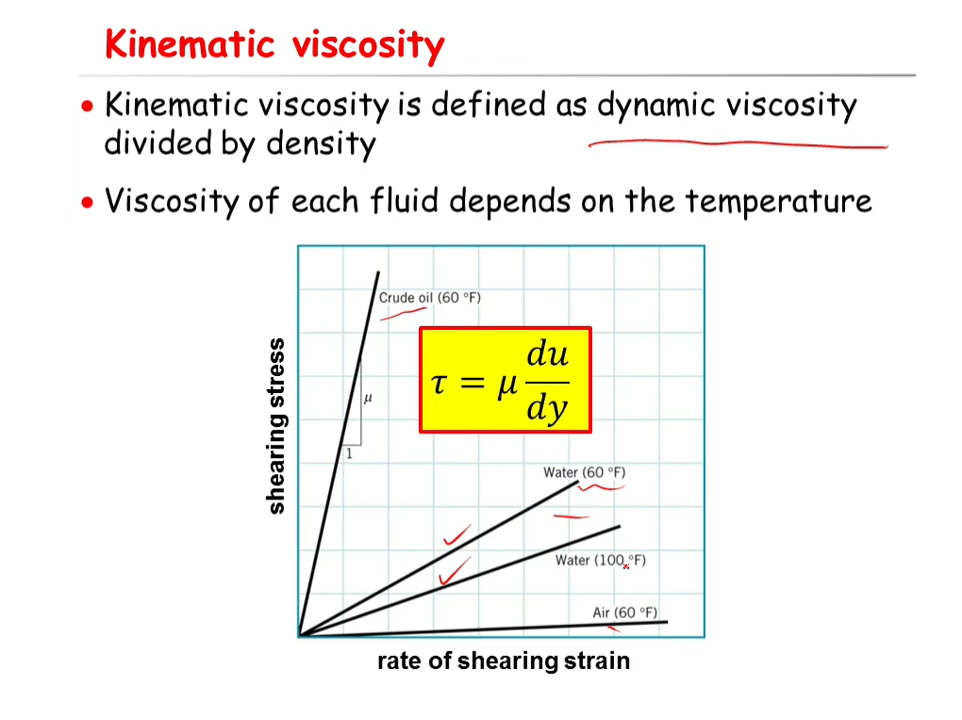 Kinematic viscosity
• Kinematic viscosity is defined as dynamic viscosity
divided by density
• Viscosity of each fluid depends on the temperature
Crude oil (60 °F)
τ = μ du/dy
μ
1
shearing stress
Water (60 °F)
Water (100 °F)
Air (60 °F)
rate of shearing strain